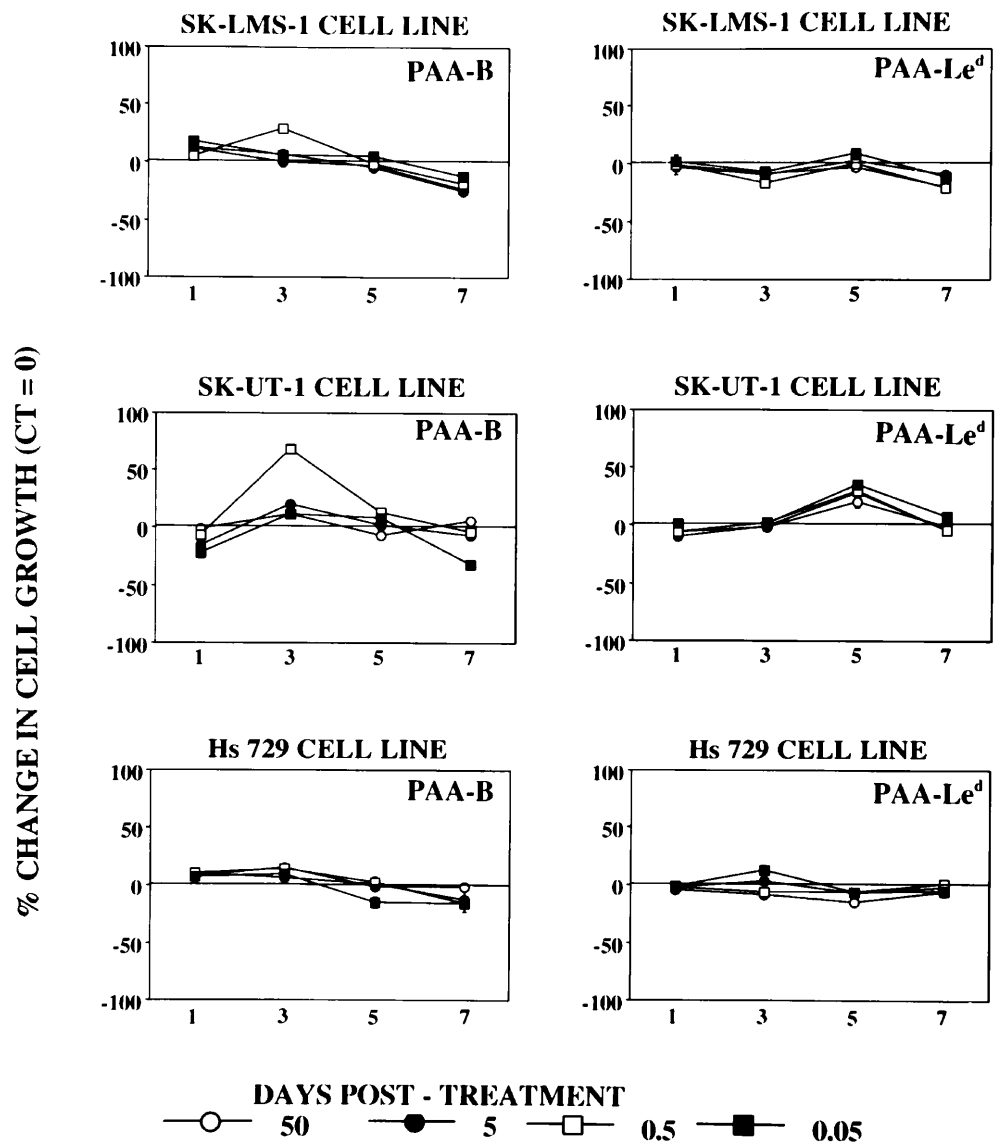 SK-LMS-1 CELL LINE
PAA-B
100
50
0
-50
-100
1 3 5 7
SK-LMS-1 CELL LINE
PAA-Leᵈ
100
50
0
-50
-100
1 3 5 7
% CHANGE IN CELL GROWTH (CT = 0)
SK-UT-1 CELL LINE
PAA-B
100
50
0
-50
-100
1 3 5 7
SK-UT-1 CELL LINE
PAA-Leᵈ
100
50
0
-50
-100
1 3 5 7
Hs 729 CELL LINE
PAA-B
100
50
0
-50
-100
1 3 5 7
Hs 729 CELL LINE
PAA-Leᵈ
100
50
0
-50
-100
1 3 5 7
DAYS POST - TREATMENT
50 5 0.5 0.05